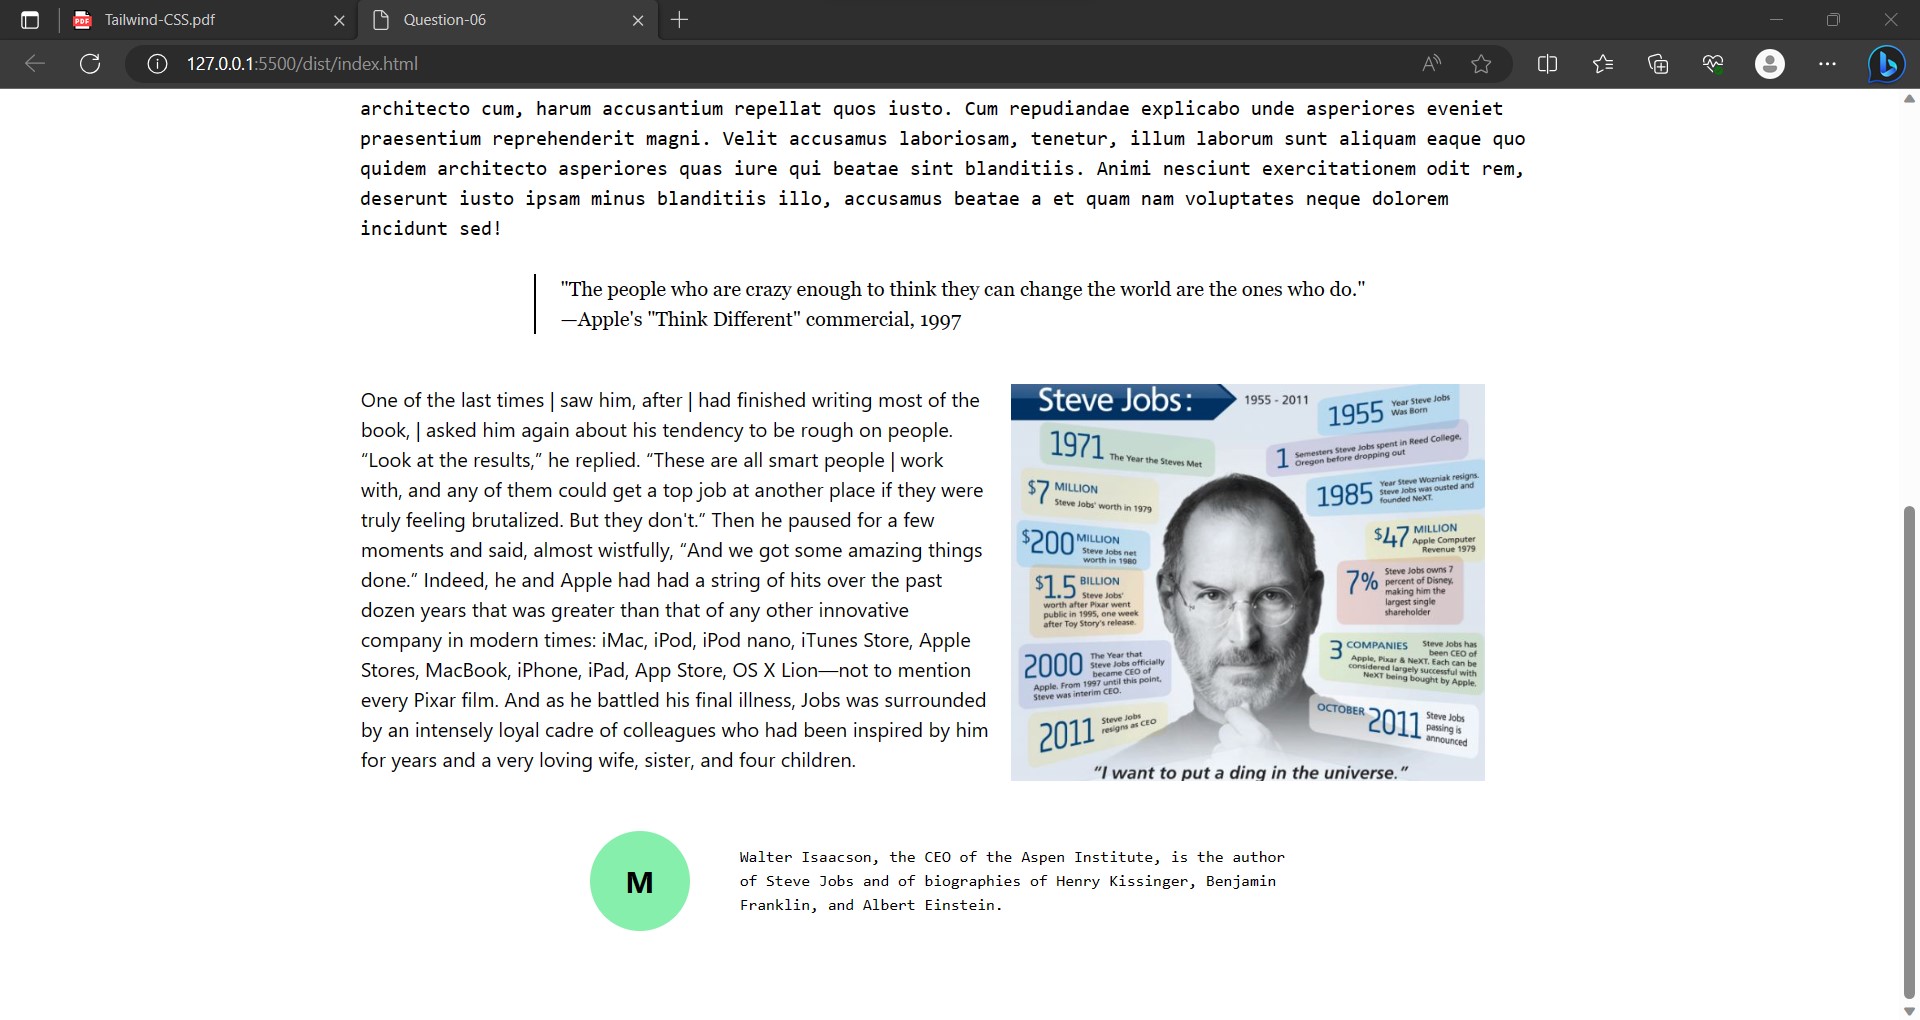 Tailwind-CSS.pdf
Question-06
127.0.0.1:5500/dist/index.html
architecto cum, harum accusantium repellat quos iusto. Cum repudiandae explicabo unde asperiores eveniet
praesentium reprehenderit magni. Velit accusamus laboriosam, tenetur, illum laborum sunt aliquam eaque quo
quidem architecto asperiores quas iure qui beatae sint blanditiis. Animi nesciunt exercitationem odit rem,
deserunt iusto ipsam minus blanditiis illo, accusamus beatae a et quam nam voluptates neque dolorem
incidunt sed!
"The people who are crazy enough to think they can change the world are the ones who do."
—Apple's "Think Different" commercial, 1997
One of the last times | saw him, after | had finished writing most of the
book, | asked him again about his tendency to be rough on people.
“Look at the results,” he replied. “These are all smart people | work
with, and any of them could get a top job at another place if they were
truly feeling brutalized. But they don't.” Then he paused for a few
moments and said, almost wistfully, “And we got some amazing things
done.” Indeed, he and Apple had had a string of hits over the past
dozen years that was greater than that of any other innovative
company in modern times: iMac, iPod, iPod nano, iTunes Store, Apple
Stores, MacBook, iPhone, iPad, App Store, OS X Lion—not to mention
every Pixar film. And as he battled his final illness, Jobs was surrounded
by an intensely loyal cadre of colleagues who had been inspired by him
for years and a very loving wife, sister, and four children.
Steve Jobs:
1955 - 2011
1971 The Year the Steves Met
$7 MILLION
Steve Jobs' worth in 1979
$200 MILLION
Steve Jobs net
worth in 1980
$1.5 BILLION
Steve Jobs'
worth after Pixar went
public in 1995, one week
after Toy Story's release.
2000 The Year that
Steve Jobs officially
became CEO of
Apple. From 1997 until this point,
Steve was interim CEO.
2011 Steve Jobs
resigns as CEO
1955 Year Steve Jobs
Was Born
1 Semesters Steve Jobs spent in Reed College,
Oregon before dropping out
1985 Year Steve Wozniak resigns.
Steve Jobs was ousted and
founded NeXT.
$47 MILLION
Apple Computer
Revenue 1979
7% Steve Jobs owns 7
percent of Disney,
making him the
largest single
shareholder
3 COMPANIES Steve Jobs has
been CEO of
Apple, Pixar & NeXT. Each can be
considered largely successful with
NeXT being bought by Apple.
OCTOBER 2011 Steve Jobs
passing is
announced
"I want to put a ding in the universe."
M
Walter Isaacson, the CEO of the Aspen Institute, is the author
of Steve Jobs and of biographies of Henry Kissinger, Benjamin
Franklin, and Albert Einstein.